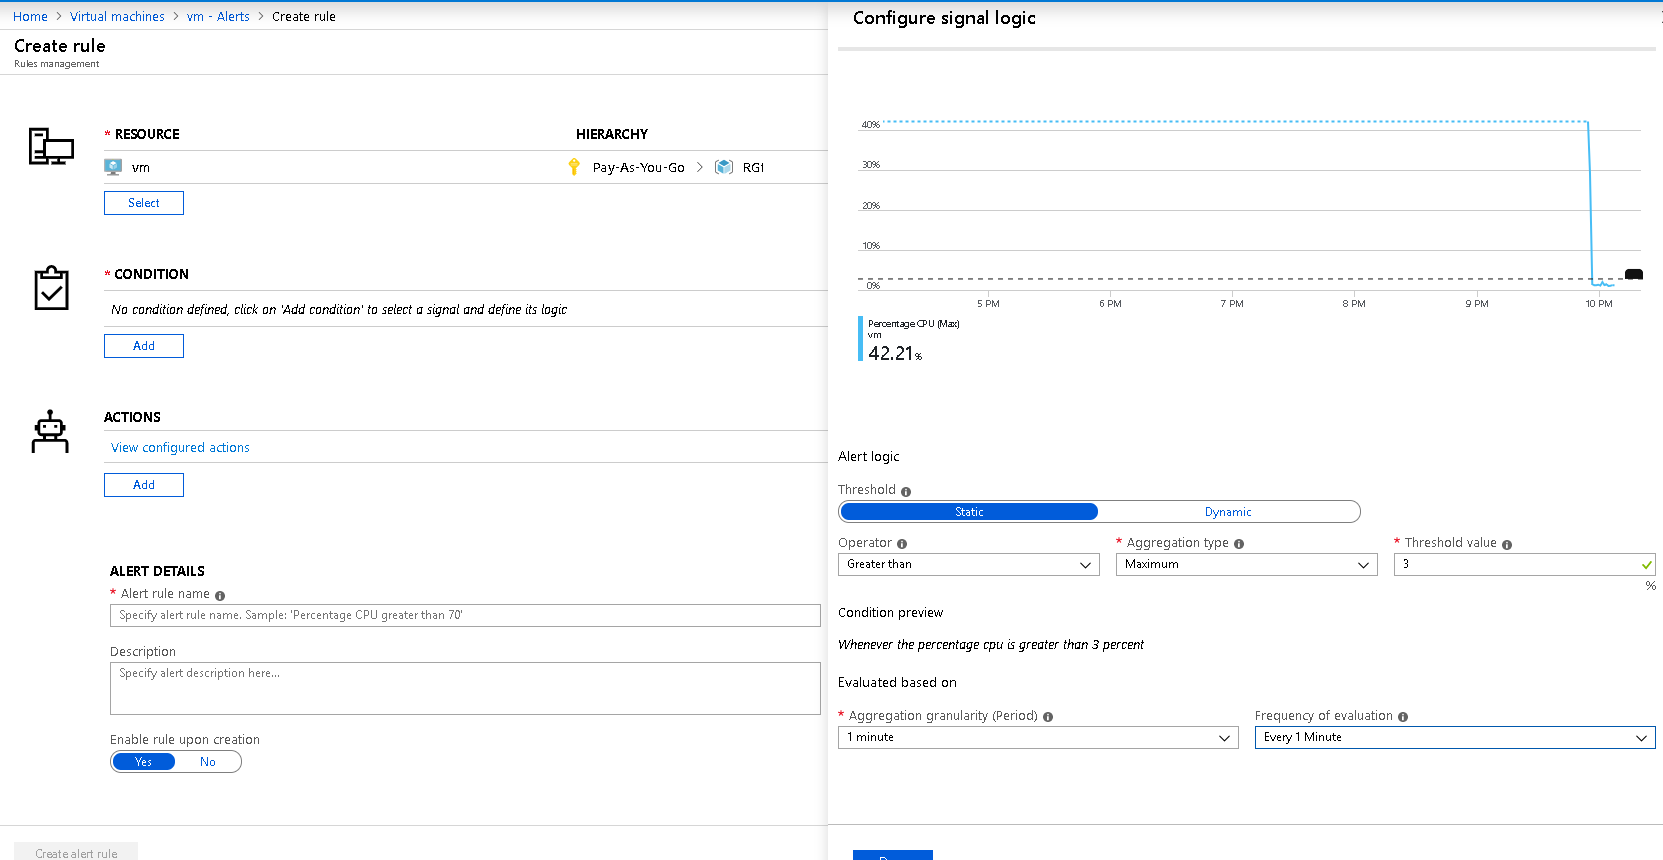 Home > Virtual machines > vm - Alerts > Create rule
Create rule
Rules management
* RESOURCE
HIERARCHY
vm
Pay-As-You-Go > RG1
Select
* CONDITION
No condition defined, click on 'Add condition' to select a signal and define its logic
Add
ACTIONS
View configured actions
Add
ALERT DETAILS
* Alert rule name
Specify alert rule name. Sample: 'Percentage CPU greater than 70'
Description
Specify alert description here...
Enable rule upon creation
Yes No
Create alert rule
Configure signal logic
40%
30%
20%
10%
0%
5 PM 6 PM 7 PM 8 PM 9 PM 10 PM
Percentage CPU (Max)
vm
42.21 %
Alert logic
Threshold
Static Dynamic
Operator * Aggregation type * Threshold value
Greater than Maximum 3
%
Condition preview
Whenever the percentage cpu is greater than 3 percent
Evaluated based on
* Aggregation granularity (Period) Frequency of evaluation
1 minute Every 1 Minute